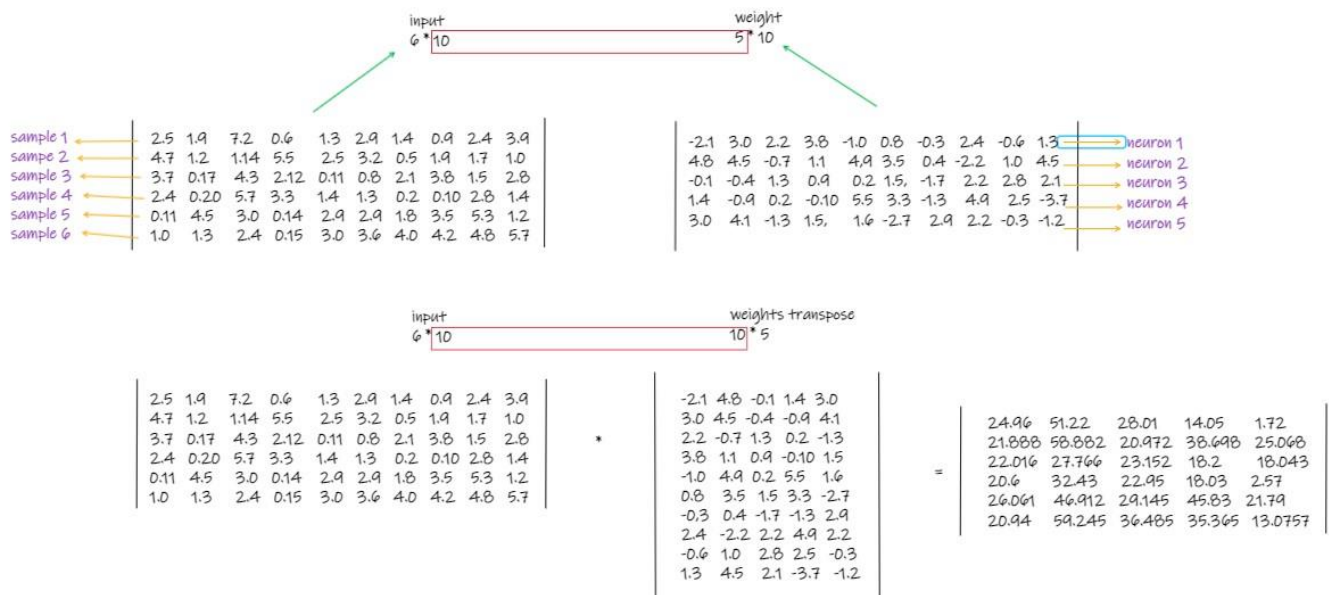 input weight
6 * 10 5 * 10
sample 1 2.5 1.9 7.2 0.6 1.3 2.9 1.4 0.9 2.4 3.9
sampe 2 4.7 1.2 1.14 5.5 2.5 3.2 0.5 1.9 1.7 1.0
sample 3 3.7 0.17 4.3 2.12 0.11 0.8 2.1 3.8 1.5 2.8
sample 4 2.4 0.20 5.7 3.3 1.4 1.3 0.2 0.10 2.8 1.4
sample 5 0.11 4.5 3.0 0.14 2.9 2.9 1.8 3.5 5.3 1.2
sample 6 1.0 1.3 2.4 0.15 3.0 3.6 4.0 4.2 4.8 5.7
-2.1 3.0 2.2 3.8 -1.0 0.8 -0.3 2.4 -0.6 1.3 neuron 1
4.8 4.5 -0.7 1.1 4.9 3.5 0.4 -2.2 1.0 4.5 neuron 2
-0.1 -0.4 1.3 0.9 0.2 1.5, -1.7 2.2 2.8 2.1 neuron 3
1.4 -0.9 0.2 -0.10 5.5 3.3 -1.3 4.9 2.5 -3.7 neuron 4
3.0 4.1 -1.3 1.5, 1.6 -2.7 2.9 2.2 -0.3 -1.2 neuron 5
input weights transpose
6 * 10 10 * 5
2.5 1.9 7.2 0.6 1.3 2.9 1.4 0.9 2.4 3.9
4.7 1.2 1.14 5.5 2.5 3.2 0.5 1.9 1.7 1.0
3.7 0.17 4.3 2.12 0.11 0.8 2.1 3.8 1.5 2.8
2.4 0.20 5.7 3.3 1.4 1.3 0.2 0.10 2.8 1.4
0.11 4.5 3.0 0.14 2.9 2.9 1.8 3.5 5.3 1.2
1.0 1.3 2.4 0.15 3.0 3.6 4.0 4.2 4.8 5.7
*
-2.1 4.8 -0.1 1.4 3.0
3.0 4.5 -0.4 -0.9 4.1
2.2 -0.7 1.3 0.2 -1.3
3.8 1.1 0.9 -0.10 1.5
-1.0 4.9 0.2 5.5 1.6
0.8 3.5 1.5 3.3 -2.7
-0,3 0.4 -1.7 -1.3 2.9
2.4 -2.2 2.2 4.9 2.2
-0.6 1.0 2.8 2.5 -0.3
1.3 4.5 2.1 -3.7 -1.2
=
24.96 51.22 28.01 14.05 1.72
21.888 58.882 20.972 38.698 25.068
22.016 27.766 23.152 18.2 18.043
20.6 32.43 22.95 18.03 2.57
26.061 46.912 29.145 45.83 21.79
20.94 59.245 36.485 35.365 13.0757